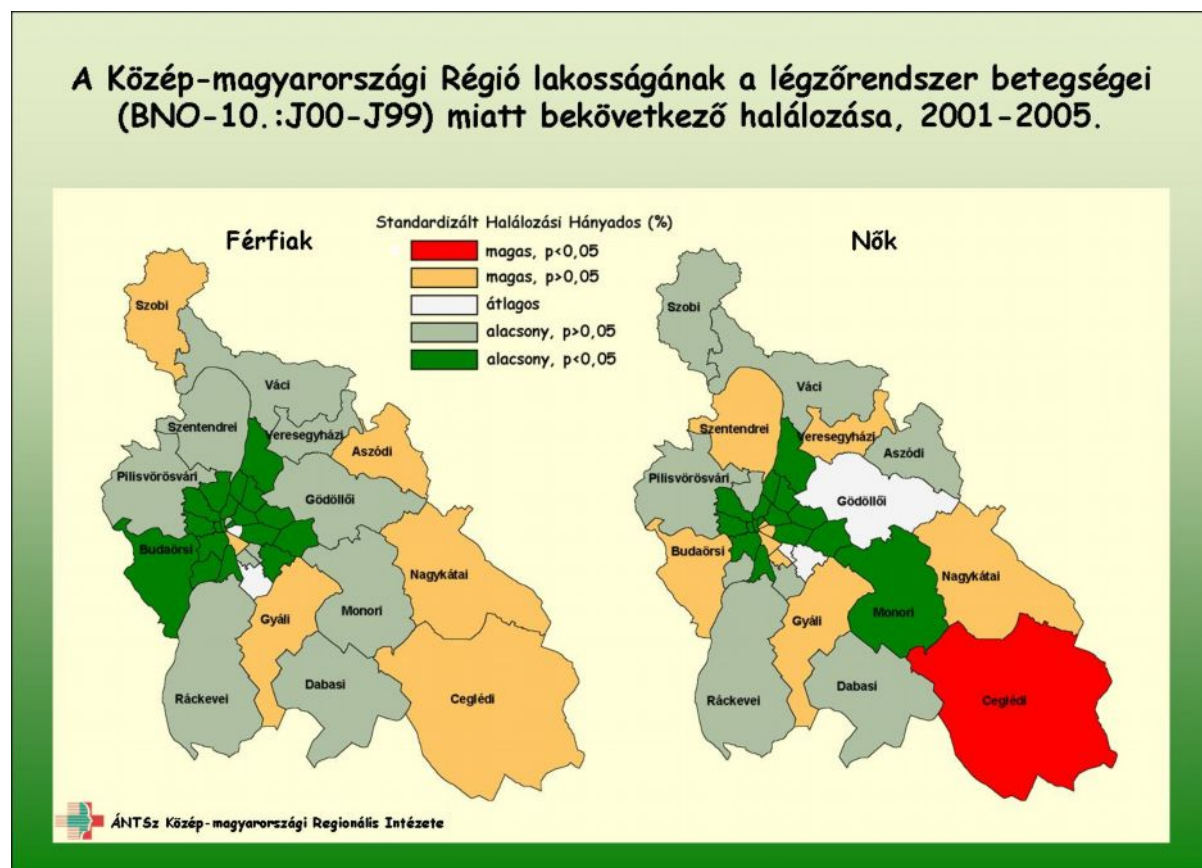 A Közép-magyarországi Régió lakosságának a légzőrendszer betegségei
(BNO-10.:J00-J99) miatt bekövetkező halálozása, 2001-2005.
Standardizált Halálozási Hányados (%)
magas, p<0,05
magas, p>0,05
átlagos
alacsony, p>0,05
alacsony, p<0,05
Férfiak
Szobi
Váci
Szentendrei
Veresegyházi
Aszódi
Pilisvörösvári
Gödöllői
Budaörsi
Nagykátai
Monori
Gyáli
Dabasi
Ráckevei
Ceglédi
Nők
Szobi
Váci
Szentendrei
Veresegyházi
Aszódi
Pilisvörösvári
Gödöllői
Budaörsi
Nagykátai
Monori
Gyáli
Dabasi
Ráckevei
Ceglédi
ÁNTSz Közép-magyarországi Regionális Intézete